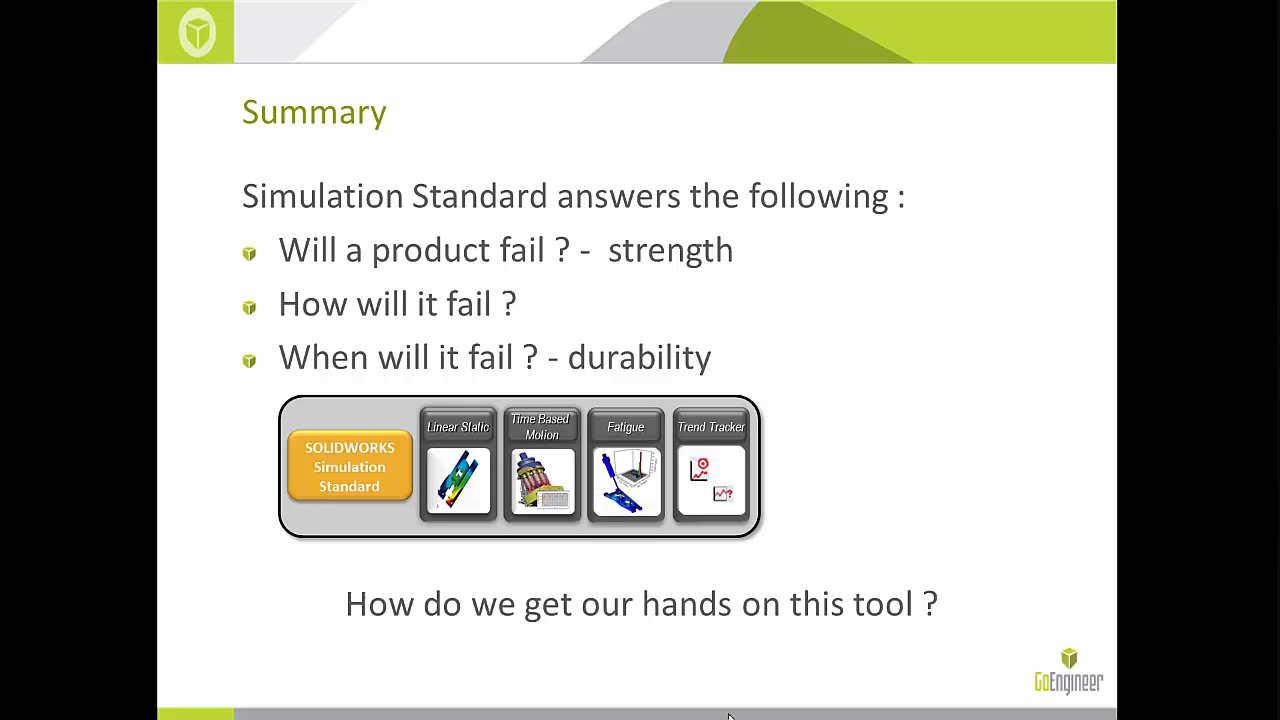 Summary
Simulation Standard answers the following :
Will a product fail ? - strength
How will it fail ?
When will it fail ? - durability
SOLIDWORKS
Simulation
Standard
Linear Static
Time Based
Motion
Fatigue
Trend Tracker
How do we get our hands on this tool ?
GoEngineer